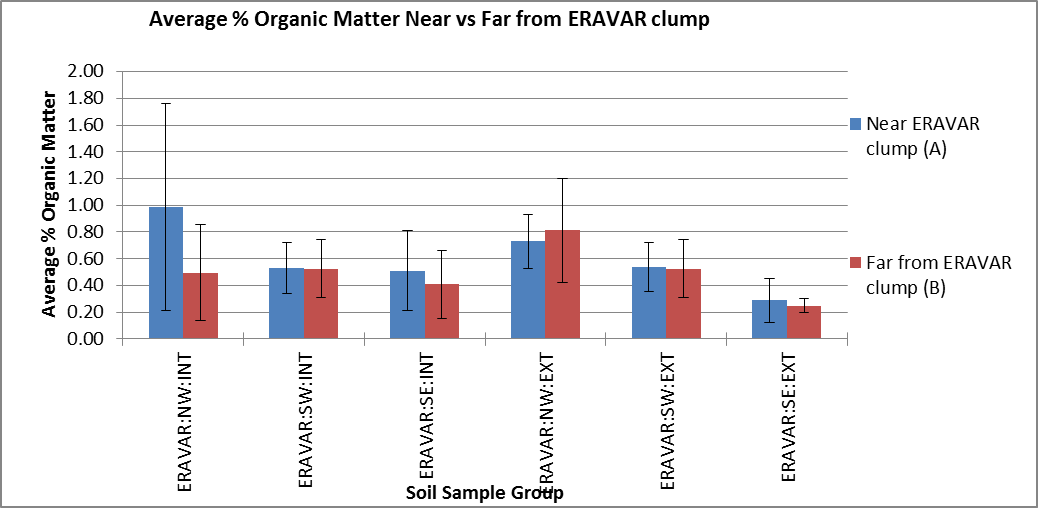 Average % Organic Matter Near vs Far from ERAVAR clump
Average % Organic Matter
2.00
1.80
1.60
1.40
1.20
1.00
0.80
0.60
0.40
0.20
0.00
ERAVAR:NW:INT
ERAVAR:SW:INT
ERAVAR:SE:INT
ERAVAR:NW:EXT
ERAVAR:SW:EXT
ERAVAR:SE:EXT
Soil Sample Group
Near ERAVAR
clump (A)
Far from ERAVAR
clump (B)